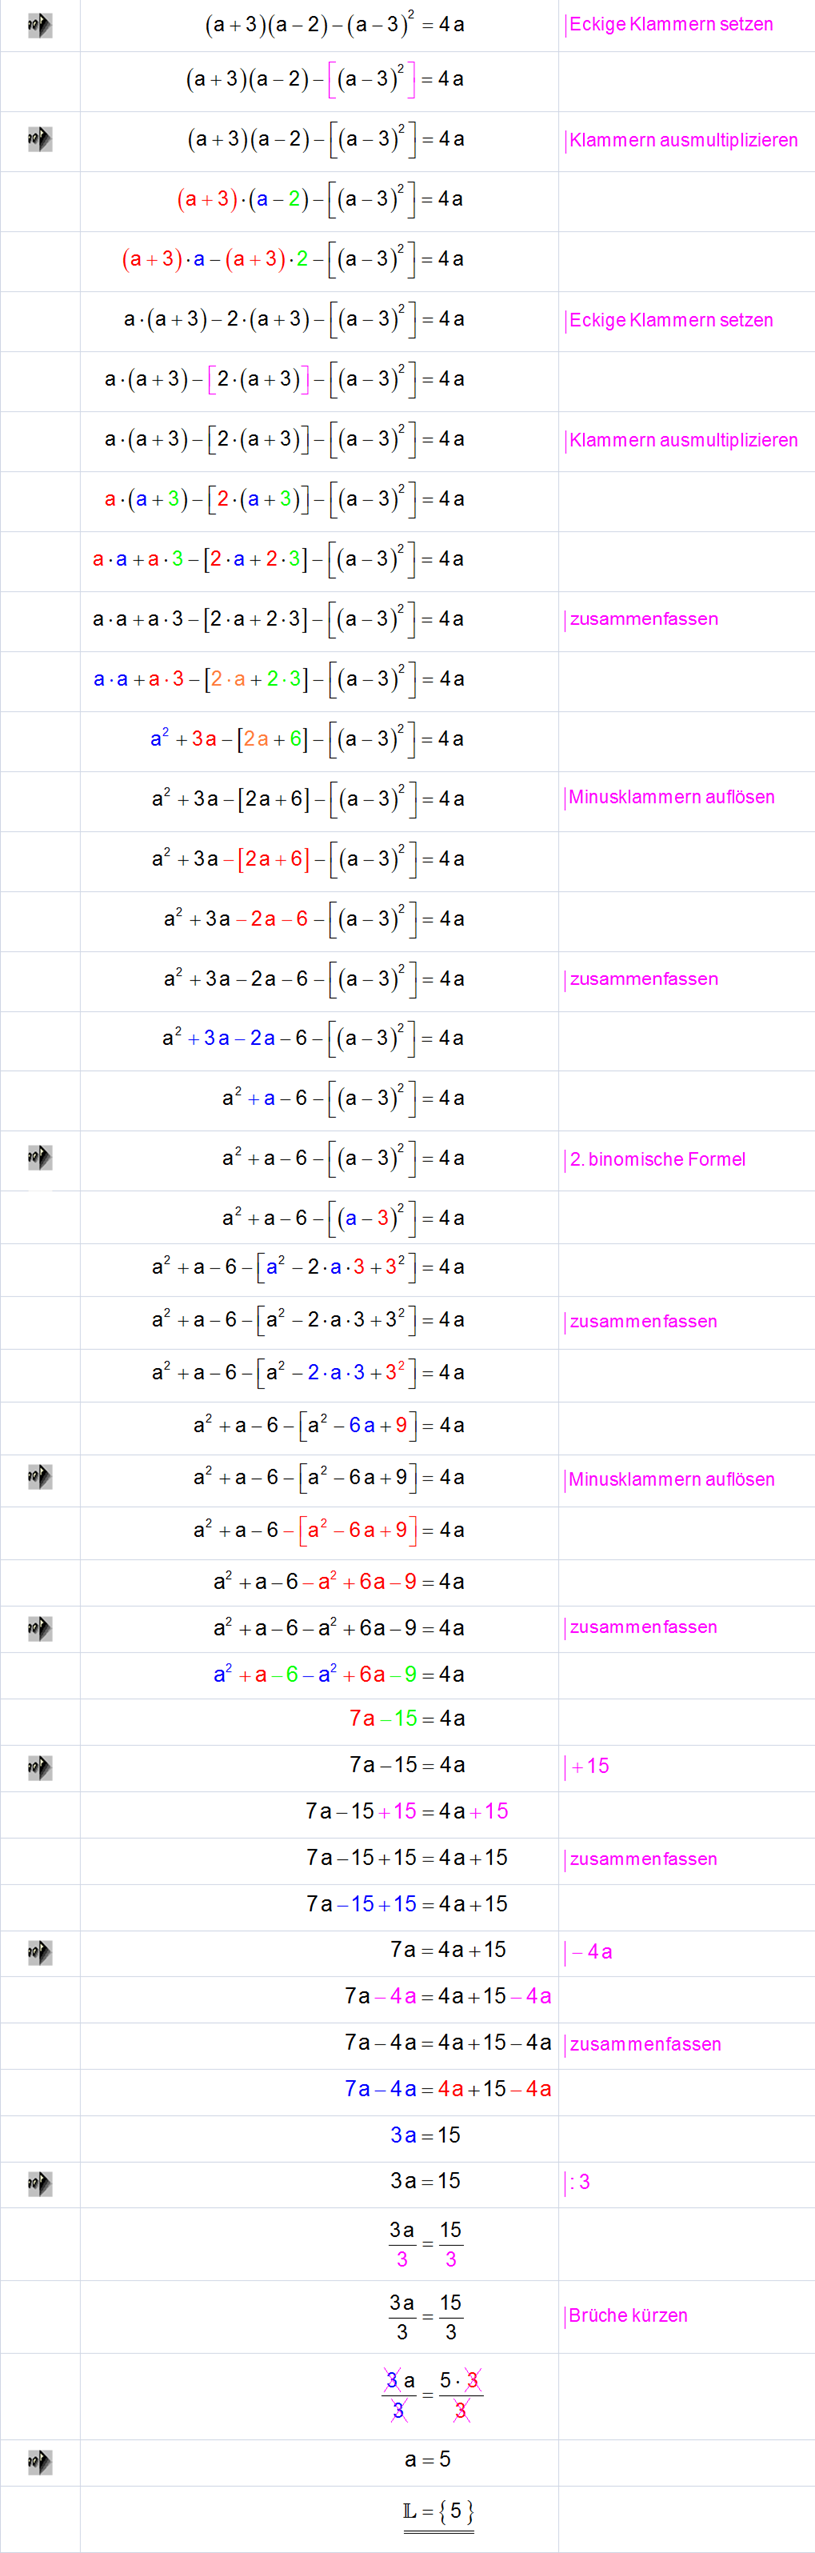 (a+3)(a−2)−(a−3)² = 4a |Eckige Klammern setzen
(a+3)(a−2)−[(a−3)²] = 4a
(a+3)(a−2)−[(a−3)²] = 4a |Klammern ausmultiplizieren
(a+3)·(a−2)−[(a−3)²] = 4a
(a+3)·a−(a+3)·2−[(a−3)²] = 4a
a·(a+3)−2·(a+3)−[(a−3)²] = 4a |Eckige Klammern setzen
a·(a+3)−[2·(a+3)]−[(a−3)²] = 4a
a·(a+3)−[2·(a+3)]−[(a−3)²] = 4a |Klammern ausmultiplizieren
a·(a+3)−[2·(a+3)]−[(a−3)²] = 4a
a·a+a·3−[2·a+2·3]−[(a−3)²] = 4a
a·a+a·3−[2·a+2·3]−[(a−3)²] = 4a |zusammenfassen
a·a+a·3−[2·a+2·3]−[(a−3)²] = 4a
a²+3a−[2a+6]−[(a−3)²] = 4a
a²+3a−[2a+6]−[(a−3)²] = 4a |Minusklammern auflösen
a²+3a−[2a+6]−[(a−3)²] = 4a
a²+3a−2a−6−[(a−3)²] = 4a
a²+3a−2a−6−[(a−3)²] = 4a |zusammenfassen
a²+3a−2a−6−[(a−3)²] = 4a
a²+a−6−[(a−3)²] = 4a
a²+a−6−[(a−3)²] = 4a |2. binomische Formel
a²+a−6−[(a−3)²] = 4a
a²+a−6−[a²−2·a·3+3²] = 4a
a²+a−6−[a²−2·a·3+3²] = 4a |zusammenfassen
a²+a−6−[a²−2·a·3+3²] = 4a
a²+a−6−[a²−6a+9] = 4a
a²+a−6−[a²−6a+9] = 4a |Minusklammern auflösen
a²+a−6−[a²−6a+9] = 4a
a²+a−6−a²+6a−9 = 4a
a²+a−6−a²+6a−9 = 4a |zusammenfassen
a²+a−6−a²+6a−9 = 4a
7a−15 = 4a
7a−15 = 4a |+15
7a−15+15 = 4a+15
7a−15+15 = 4a+15 |zusammenfassen
7a−15+15 = 4a+15
7a = 4a+15 |−4a
7a−4a = 4a+15−4a
7a−4a = 4a+15−4a |zusammenfassen
7a−4a = 4a+15−4a
3a = 15
3a = 15 |:3
3a/3 = 15/3
3a/3 = 15/3 |Brüche kürzen
3a/3 = 5·3/3
a = 5
𝕃 = {5}